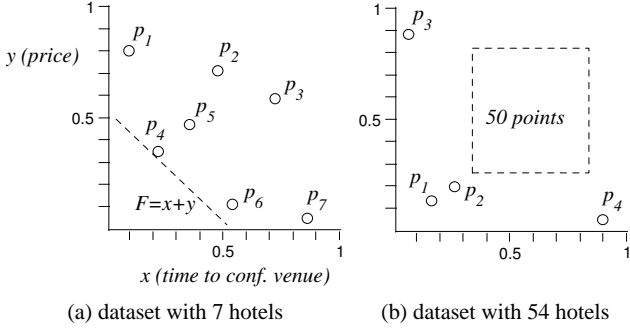 1
y (price)
0.5
p1
p2
p3
p4
p5
p6
p7
F=x+y
0.5
1
x (time to conf. venue)
(a) dataset with 7 hotels
1
0.5
p3
50 points
p1
p2
p4
0.5
1
(b) dataset with 54 hotels